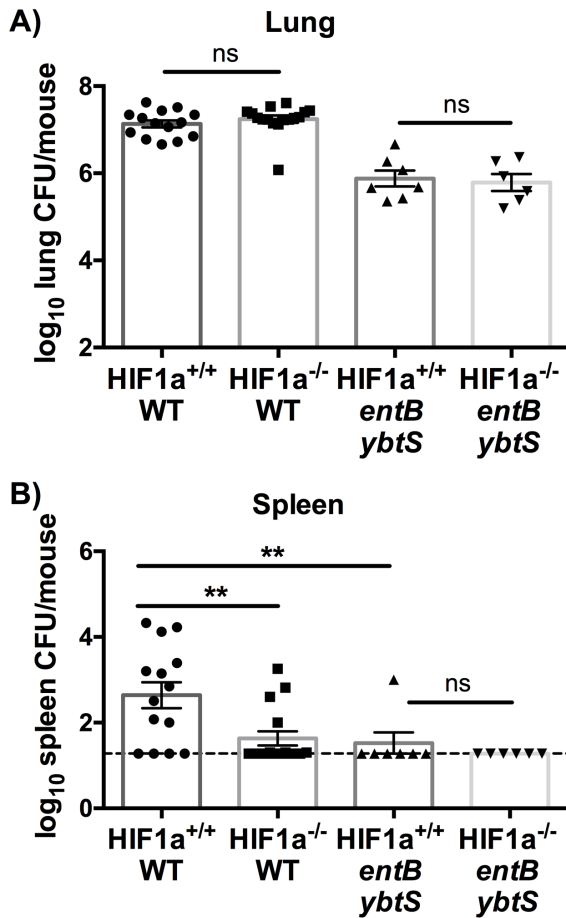 A)
Lung
ns
ns
log10 lung CFU/mouse
8
6
4
2
HIF1a+/+ HIF1a-/- HIF1a+/+ HIF1a-/-
WT WT entB entB
ybtS ybtS
B)
Spleen
**
**
ns
log10 spleen CFU/mouse
6
4
2
0
HIF1a+/+ HIF1a-/- HIF1a+/+ HIF1a-/-
WT WT entB entB
ybtS ybtS